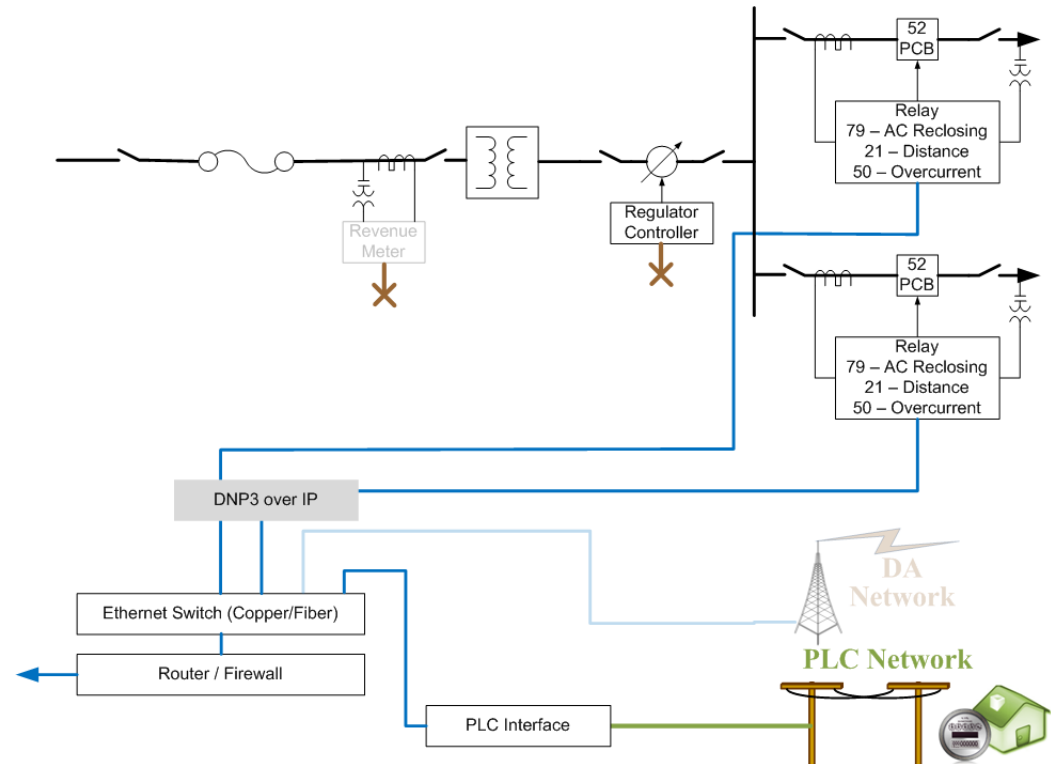 52
PCB
Relay
79 – AC Reclosing
21 – Distance
50 – Overcurrent
Revenue
Meter
Regulator
Controller
52
PCB
Relay
79 – AC Reclosing
21 – Distance
50 – Overcurrent
DNP3 over IP
DA
Network
Ethernet Switch (Copper/Fiber)
Router / Firewall
PLC Network
PLC Interface